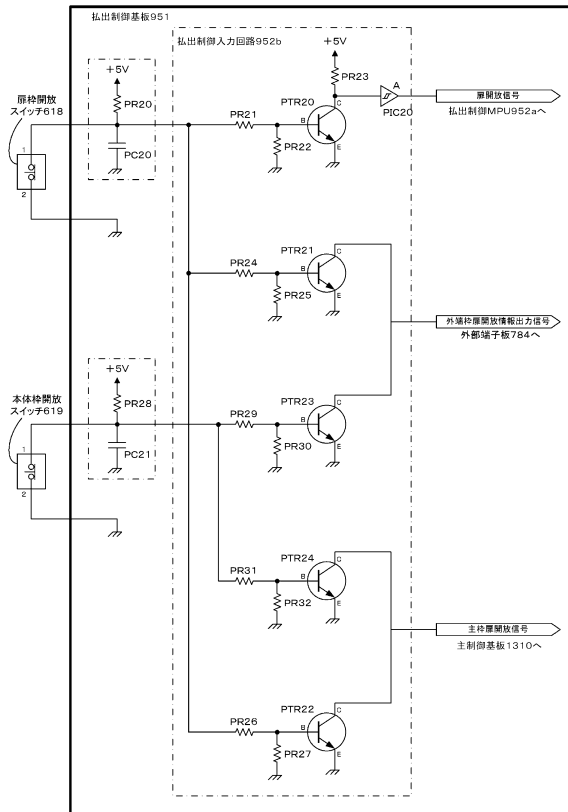 払出制御基板951
払出制御入力回路952b
+5V
PR20
PC20
扉枠開放
スイッチ618
1
2
PR21
PR22
PTR20
B
C
E
+5V
PR23
A
PIC20
扉開放信号
払出制御MPU952aへ
PR24
PR25
PTR21
B
C
E
外端枠扉開放情報出力信号
外部端子板784へ
+5V
PR28
PC21
本体枠開放
スイッチ619
1
2
PR29
PR30
PTR23
B
C
E
PR31
PR32
PTR24
B
C
E
主枠扉開放信号
主制御基板1310へ
PR26
PR27
PTR22
B
C
E